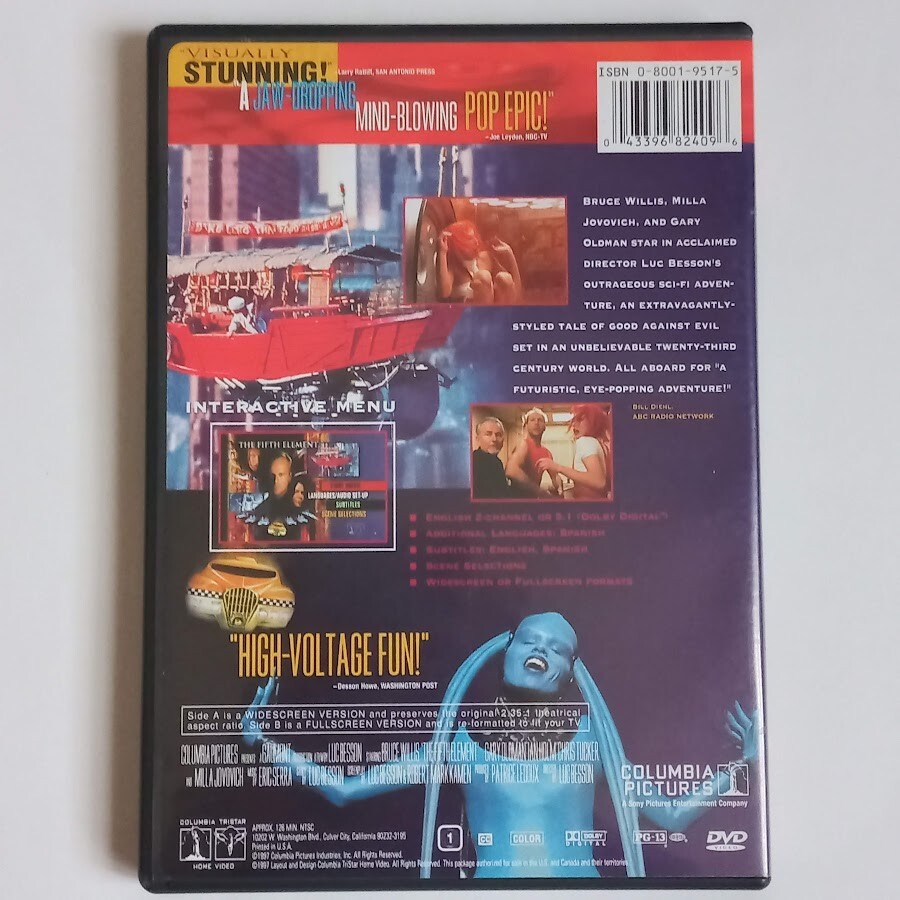 "VISUALLY
STUNNING!" –Larry Ratliff, SAN ANTONIO PRESS
"A JAW-DROPPING
MIND-BLOWING POP EPIC!"
–Joe Leydon, NBC-TV
ISBN 0-8001-9517-5
0 43396 82409 6
BRUCE WILLIS, MILLA
JOVOVICH, AND GARY
OLDMAN STAR IN ACCLAIMED
DIRECTOR LUC BESSON'S
OUTRAGEOUS SCI-FI ADVEN-
TURE, AN EXTRAVAGANTLY-
STYLED TALE OF GOOD AGAINST EVIL
SET IN AN UNBELIEVABLE TWENTY-THIRD
CENTURY WORLD. ALL ABOARD FOR "A
FUTURISTIC, EYE-POPPING ADVENTURE!"
BILL DIEHL,
ABC RADIO NETWORK
INTERACTIVE MENU
THE FIFTH ELEMENT
LANGUAGES/AUDIO SET-UP
SUBTITLES
SCENE SELECTIONS
ENGLISH 2-CHANNEL OR 5.1 (DOLBY DIGITAL")
ADDITIONAL LANGUAGES: SPANISH
SUBTITLES: ENGLISH, SPANISH
SCENE SELECTIONS
WIDESCREEN OR FULLSCREEN FORMATS
"HIGH-VOLTAGE FUN!"
–Desson Howe, WASHINGTON POST
Side A is a WIDESCREEN VERSION and preserves the original 2.35:1 theatrical
aspect ratio. Side B is a FULLSCREEN VERSION and is re-formatted to fit your TV.
COLUMBIA PICTURES PRESENTS A GAUMONT PRODUCTION A FILM BY LUC BESSON STARRING BRUCE WILLIS "THE FIFTH ELEMENT" GARY OLDMAN IAN HOLM CHRIS TUCKER
AND MILLA JOVOVICH ERIC SERRA LUC BESSON SCREENPLAY LUC BESSON & ROBERT MARK KAMEN PATRICE LEDOUX LUC BESSON
COLUMBIA
PICTURES
A Sony Pictures Entertainment Company
COLUMBIA TRISTAR
HOME VIDEO
APPROX. 126 MIN. NTSC
10202 W. Washington Blvd., Culver City, California 90232-3195
Printed in U.S.A.
©1997 Columbia Pictures Industries, Inc. All Rights Reserved.
©1997 Layout and Design Columbia TriStar Home Video. All Rights Reserved. This package authorized for sale in the U.S. and Canada and their territories.
1
CC
COLOR
DOLBY
DIGITAL
PG-13
DVD
VIDEO